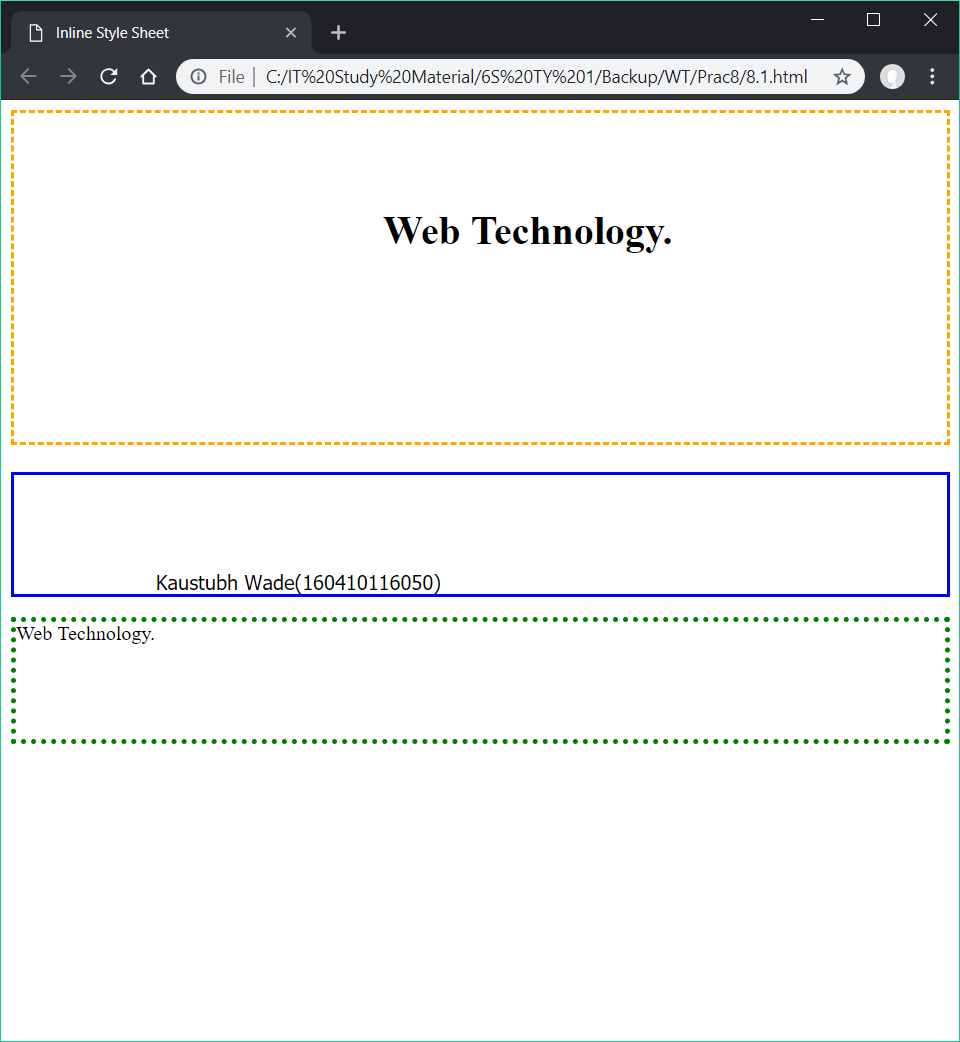 Inline Style Sheet
File | C:/IT%20Study%20Material/6S%20TY%201/Backup/WT/Prac8/8.1.html
Web Technology.
Kaustubh Wade(160410116050)
Web Technology.